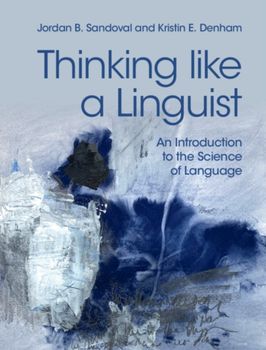 Jordan B. Sandoval and Kristin E. Denham
Thinking like
a Linguist
An Introduction
to the Science
of Language